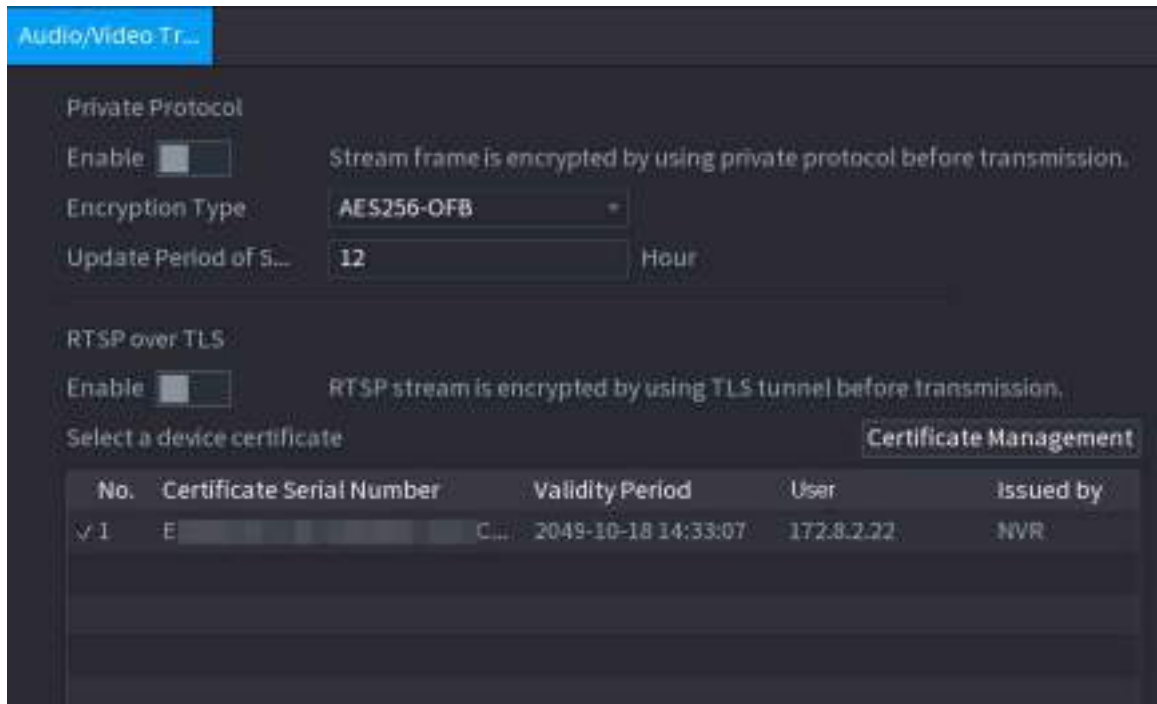 Audio/Video Tr...
Private Protocol
Enable Stream frame is encrypted by using private protocol before transmission.
Encryption Type AES256-OFB
Update Period of S... 12 Hour
RTSP over TLS
Enable RTSP stream is encrypted by using TLS tunnel before transmission.
Select a device certificate Certificate Management
No. Certificate Serial Number Validity Period User Issued by
1 E C... 2049-10-18 14:33:07 172.8.2.22 NVR